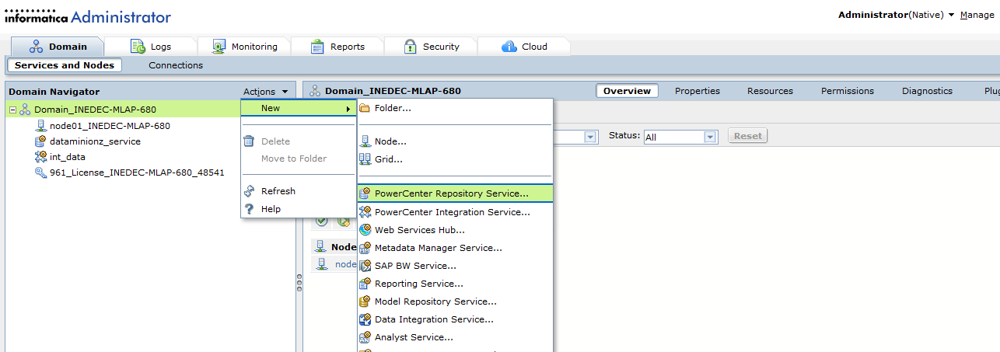 informatica Administrator
Administrator(Native) Manage
Domain Logs Monitoring Reports Security Cloud
Services and Nodes Connections
Domain Navigator Actions Domain_INEDEC-MLAP-680 Overview Properties Resources Permissions Diagnostics
Domain_INEDEC-MLAP-680 New Folder...
node01_INEDEC-MLAP-680
Status: All Reset
dataminionz_service Delete Node...
int_data Move to Folder Grid...
961_License_INEDEC-MLAP-680_48541
Refresh PowerCenter Repository Service...
Help PowerCenter Integration Service...
Web Services Hub...
Node Metadata Manager Service...
node SAP BW Service...
Reporting Service...
Model Repository Service...
Data Integration Service...
Analyst Service...